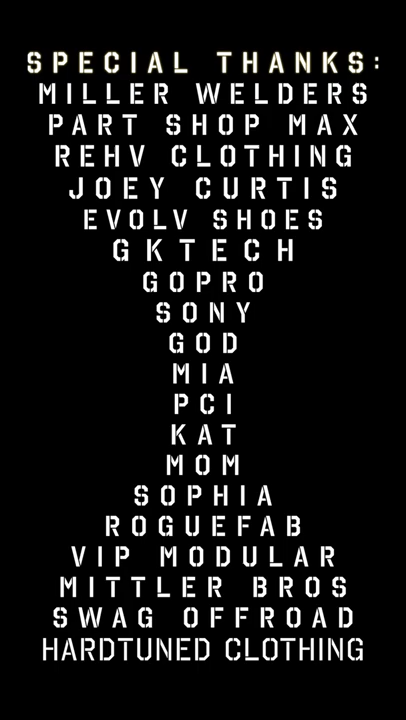 SPECIAL THANKS:
MILLER WELDERS
PART SHOP MAX
REHV CLOTHING
JOEY CURTIS
EVOLV SHOES
GKTECH
GOPRO
SONY
GOD
MIA
PCI
KAT
MOM
SOPHIA
ROGUEFAB
VIP MODULAR
MITTLER BROS
SWAG OFFROAD
HARDTUNED CLOTHING